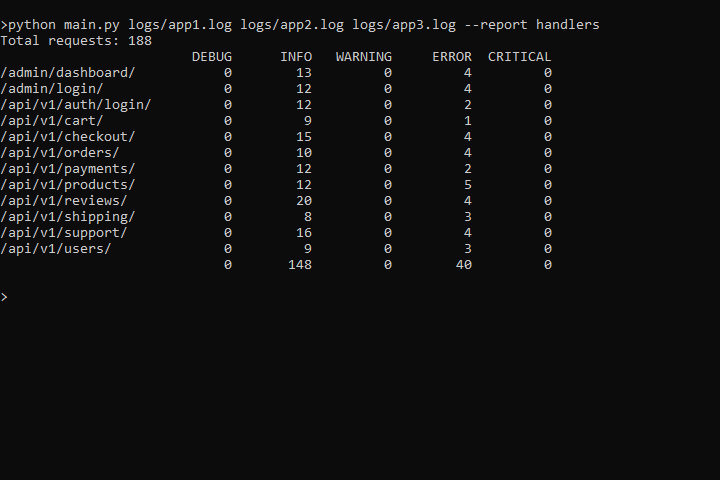 >python main.py logs/app1.log logs/app2.log logs/app3.log --report handlers
Total requests: 188
                        DEBUG      INFO   WARNING     ERROR  CRITICAL
/admin/dashboard/           0        13         0         4         0
/admin/login/               0        12         0         4         0
/api/v1/auth/login/         0        12         0         2         0
/api/v1/cart/               0         9         0         1         0
/api/v1/checkout/           0        15         0         4         0
/api/v1/orders/             0        10         0         4         0
/api/v1/payments/           0        12         0         2         0
/api/v1/products/           0        12         0         5         0
/api/v1/reviews/            0        20         0         4         0
/api/v1/shipping/           0         8         0         3         0
/api/v1/support/            0        16         0         4         0
/api/v1/users/              0         9         0         3         0
                            0       148         0        40         0
>